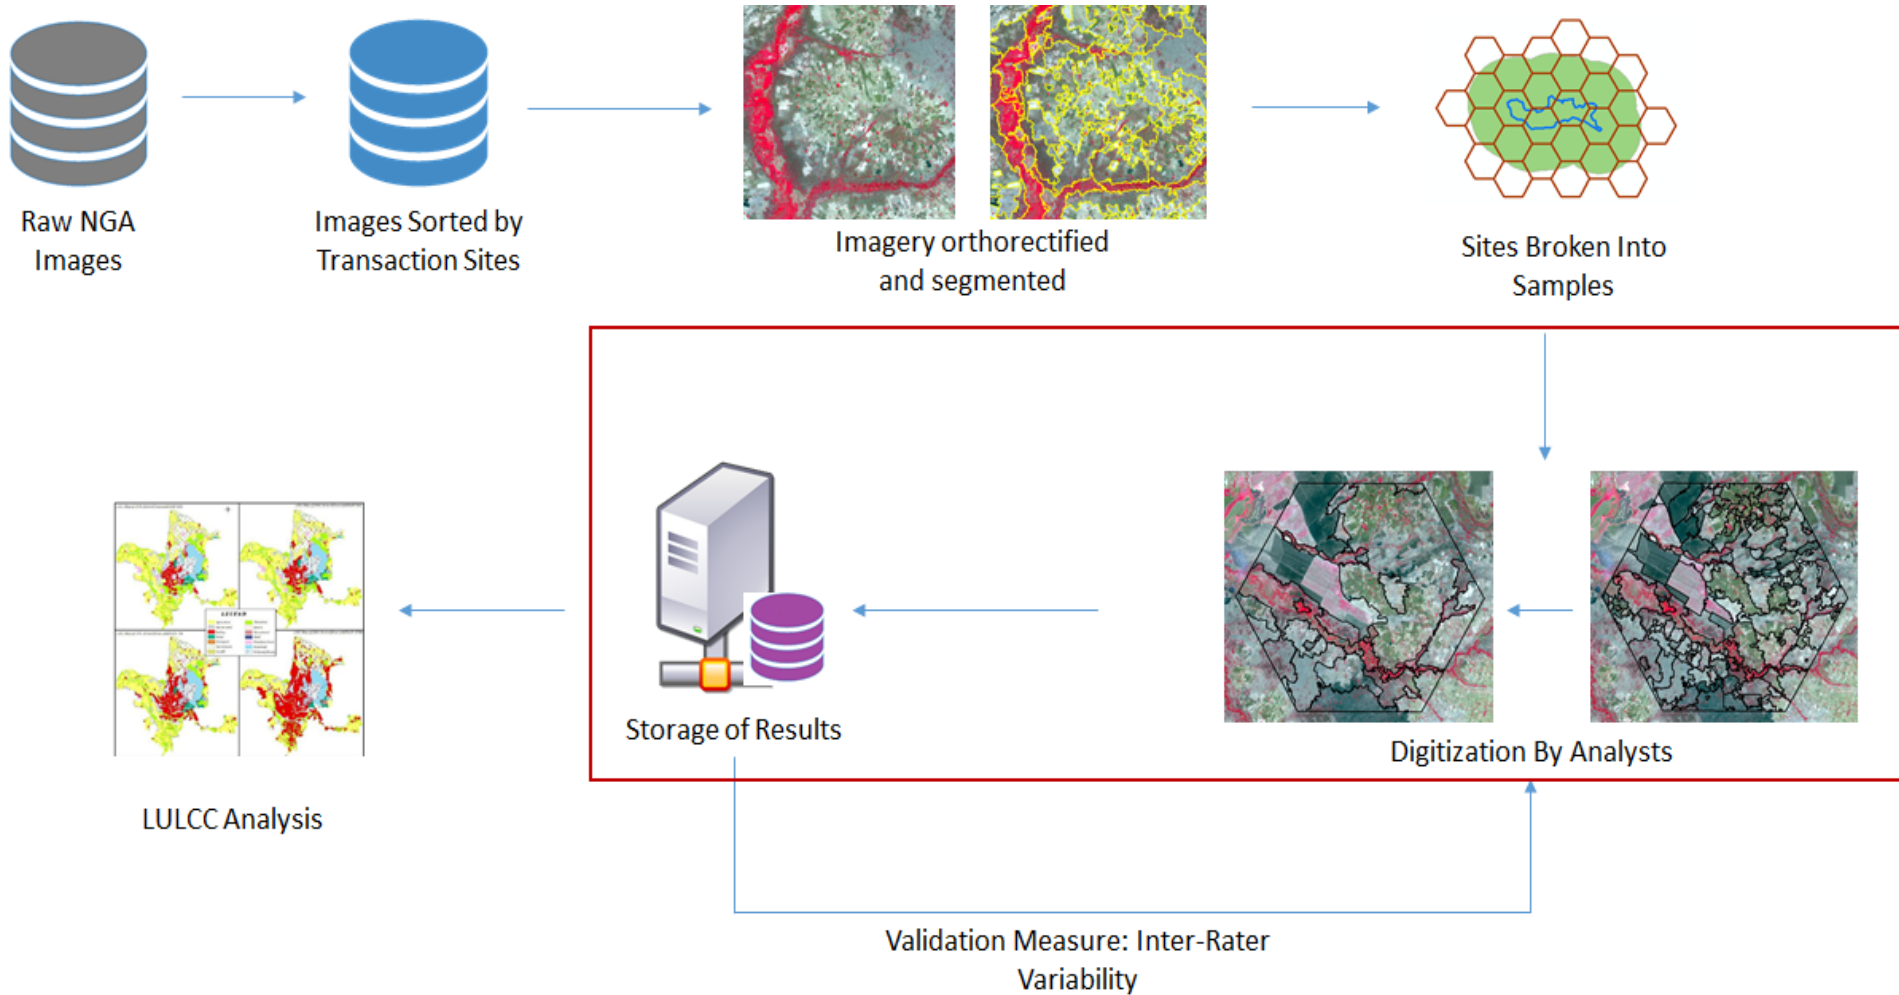 Raw NGA
Images
Images Sorted by
Transaction Sites
Imagery orthorectified
and segmented
Sites Broken Into
Samples
Digitization By Analysts
Storage of Results
LULCC Analysis
LEGEND
Validation Measure: Inter-Rater
Variability